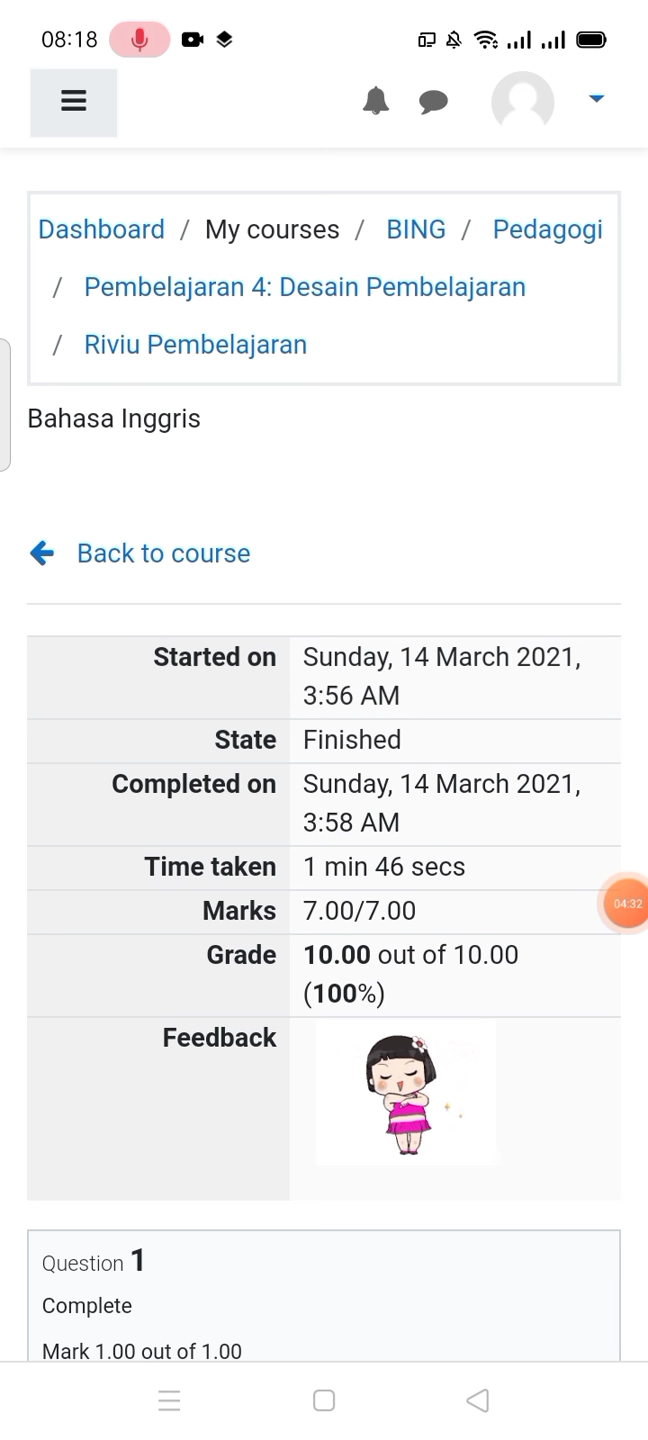 08:18
Dashboard / My courses / BING / Pedagogi
/ Pembelajaran 4: Desain Pembelajaran
/ Riviu Pembelajaran
Bahasa Inggris
Back to course
Started on Sunday, 14 March 2021,
3:56 AM
State Finished
Completed on Sunday, 14 March 2021,
3:58 AM
Time taken 1 min 46 secs
04:32
Marks 7.00/7.00
Grade 10.00 out of 10.00
(100%)
Feedback
Question 1
Complete
Mark 1.00 out of 1.00